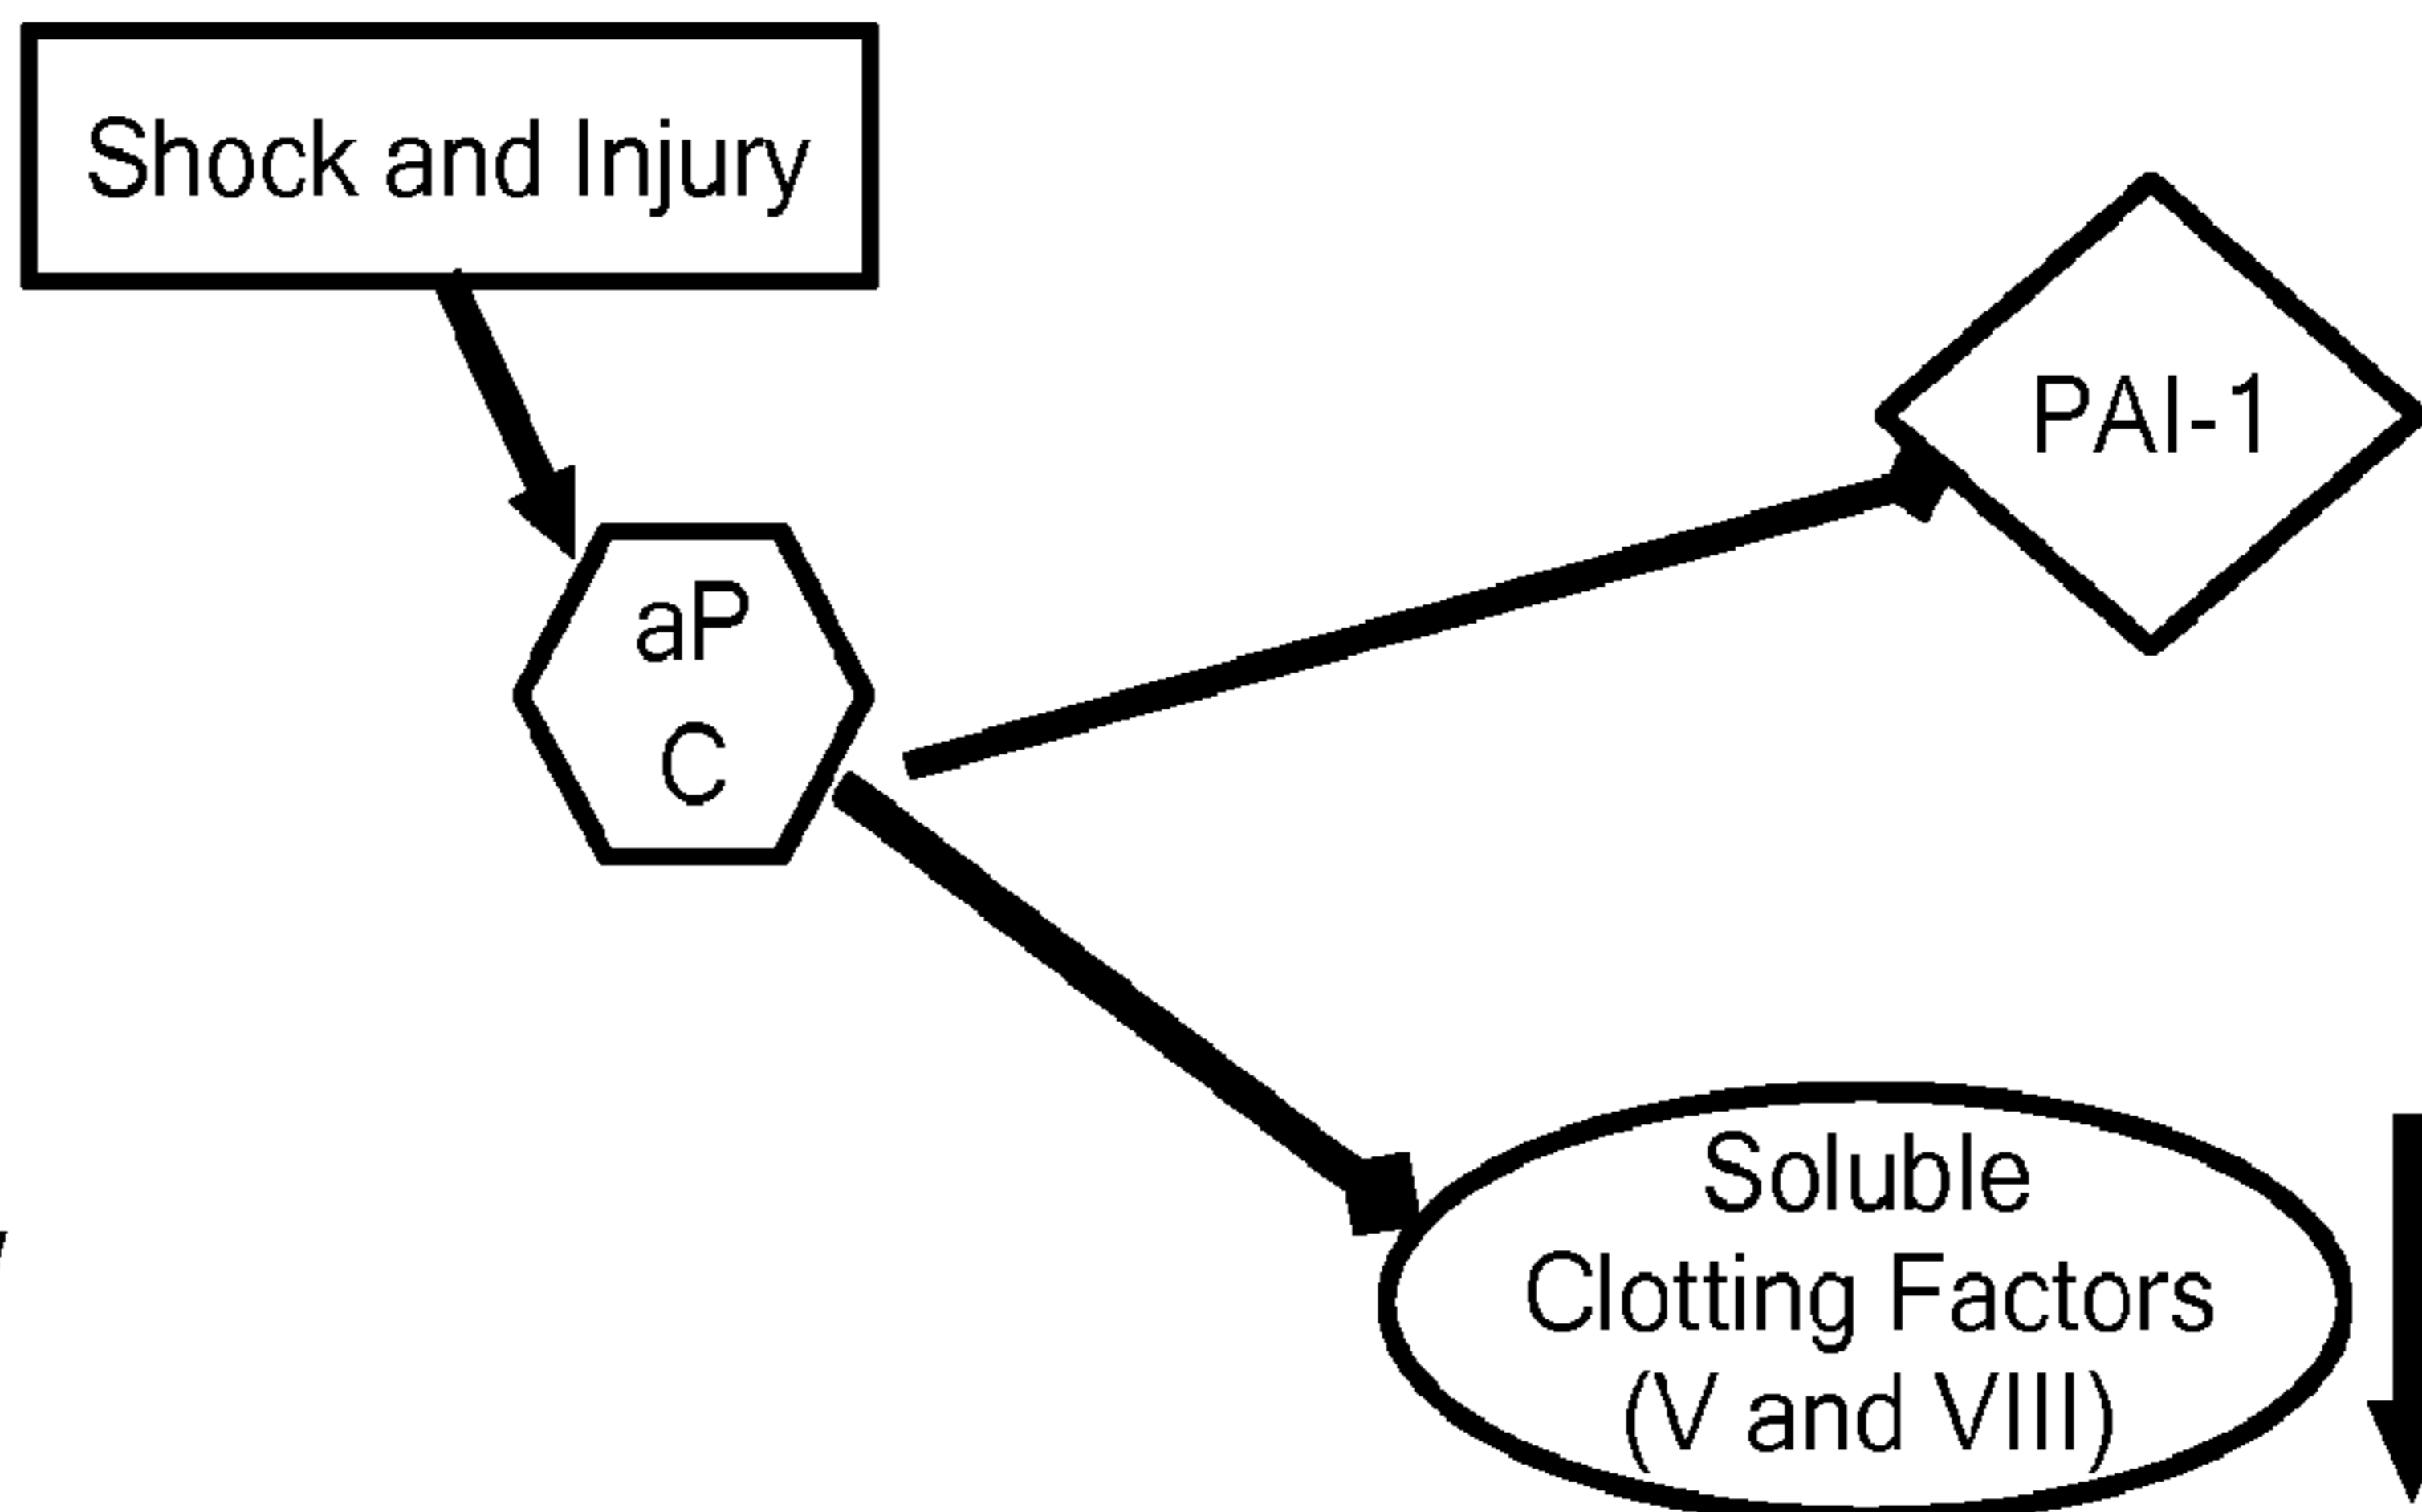 Shock and Injury
PAI-1
aP
C
Soluble
Clotting Factors
(V and VIII)